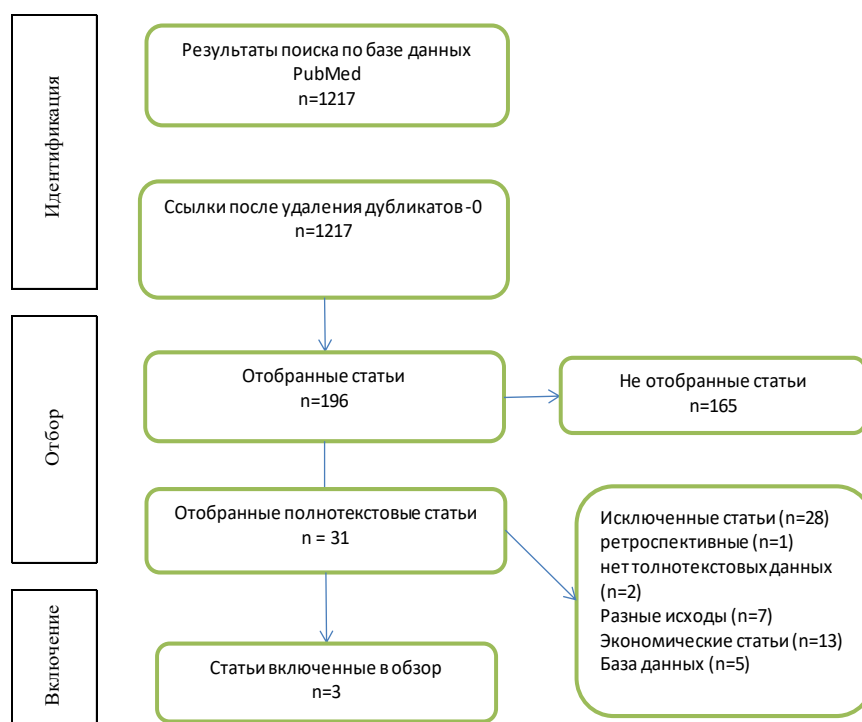 Идентификация
Результаты поиска по базе данных
PubMed
n=1217
Ссылки после удаления дубликатов -0
n=1217
Отбор
Отобранные статьи
n=196
Не отобранные статьи
n=165
Отобранные полнотекстовые статьи
n = 31
Исключенные статьи (n=28)
ретроспективные (n=1)
нет толнотекстовых данных
(n=2)
Разные исходы (n=7)
Экономические статьи (n=13)
База данных (n=5)
Включение
Статьи включенные в обзор
n=3